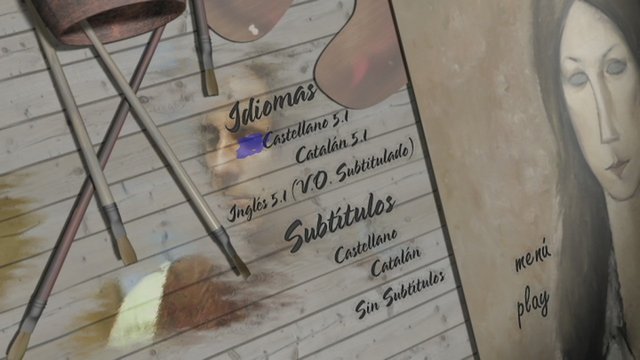 Idiomas
Castellano 5.1
Catalán 5.1
Inglés 5.1 (V.O. Subtitulado)
Subtítulos
Castellano
Catalán
Sin Subtítulos
menú
play